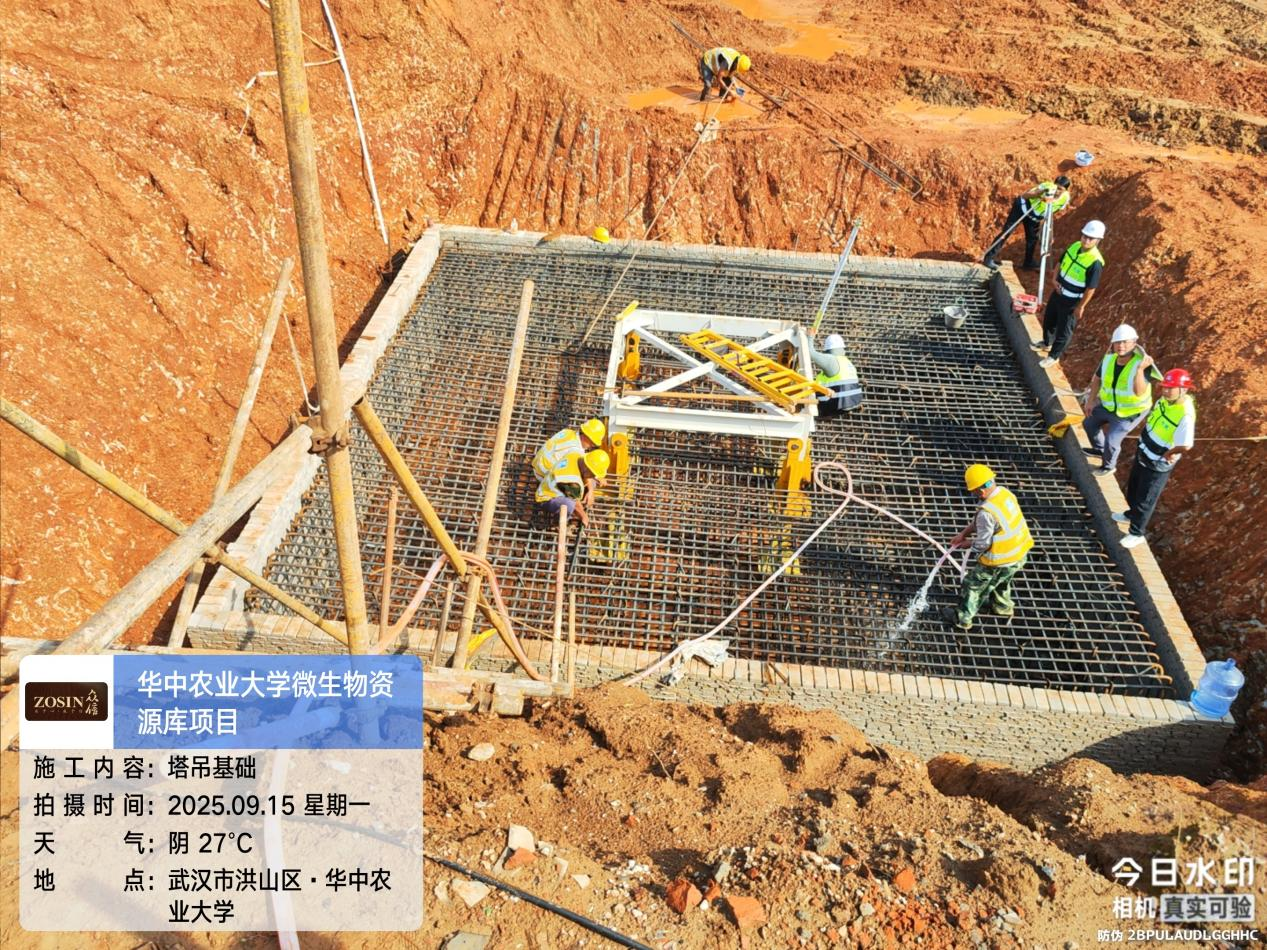 华中农业大学微生物资
源库项目
ZOSIN 众信
施工内容：塔吊基础
拍摄时间：2025.09.15 星期一
天气：阴 27°C
地点：武汉市洪山区·华中农
业大学
今日水印
相机 真实可验
防伪 2BPULAUDLGGHHC